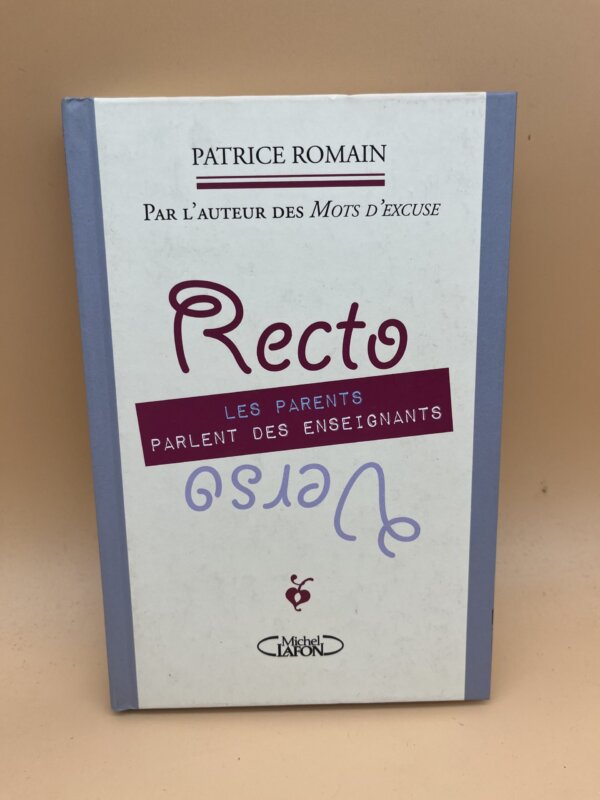 PATRICE ROMAIN
PAR L'AUTEUR DES MOTS D'EXCUSE
Recto
LES PARENTS
PARLENT DES ENSEIGNANTS
Verso
Michel
LAFON